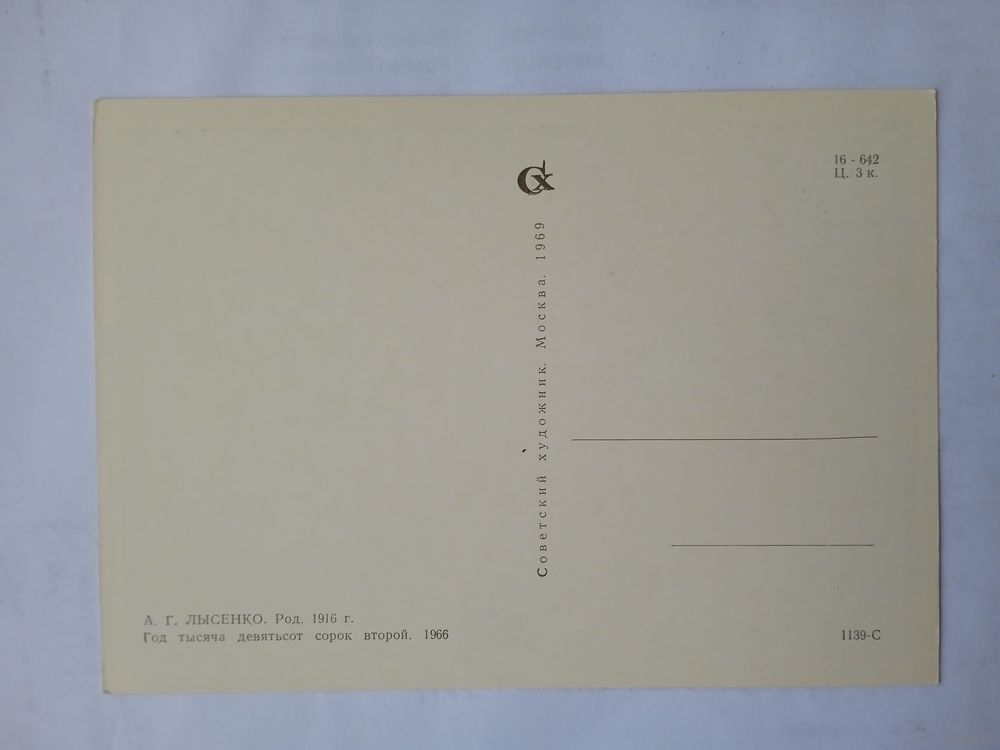 Сх
16 - 642
Ц. 3 к.
Советский художник. Москва. 1969
А. Г. ЛЫСЕНКО. Род. 1916 г.
Год тысяча девятьсот сорок второй. 1966
1139-С